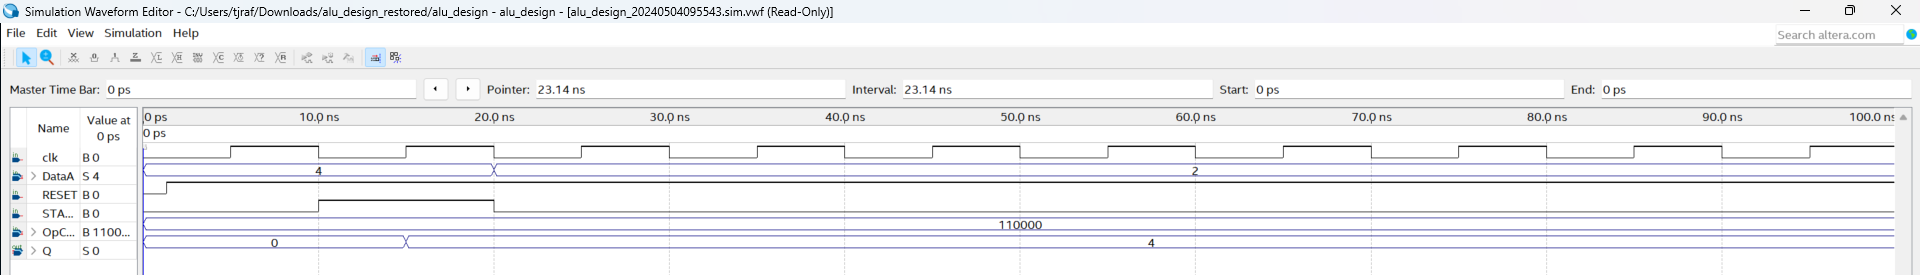 Simulation Waveform Editor - C:/Users/tjraf/Downloads/alu_design_restored/alu_design - alu_design - [alu_design_20240504095543.sim.vwf (Read-Only)]
File Edit View Simulation Help
Search altera.com
Master Time Bar: 0 ps Pointer: 23.14 ns Interval: 23.14 ns Start: 0 ps End: 0 ps
Name Value at 0 ps
0 ps 10.0 ns 20.0 ns 30.0 ns 40.0 ns 50.0 ns 60.0 ns 70.0 ns 80.0 ns 90.0 ns 100.0 ns
0 ps
clk B 0
DataA S 4 4 2
RESET B 0
STA... B 0
OpC... B 1100... 110000
Q S 0 0 4